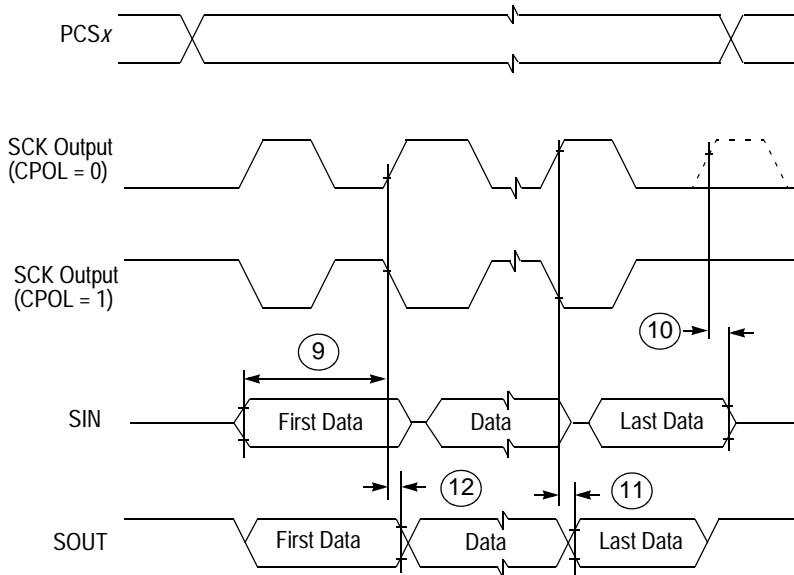 PCSx
SCK Output
(CPOL = 0)
SCK Output
(CPOL = 1)
9
10
SIN
First Data
Data
Last Data
12
11
SOUT
First Data
Data
Last Data